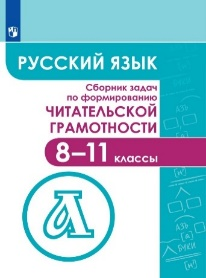 РУССКИЙ ЯЗЫК
Сборник задач
по формированию
ЧИТАТЕЛЬСКОЙ
ГРАМОТНОСТИ
8–11 классы
Л